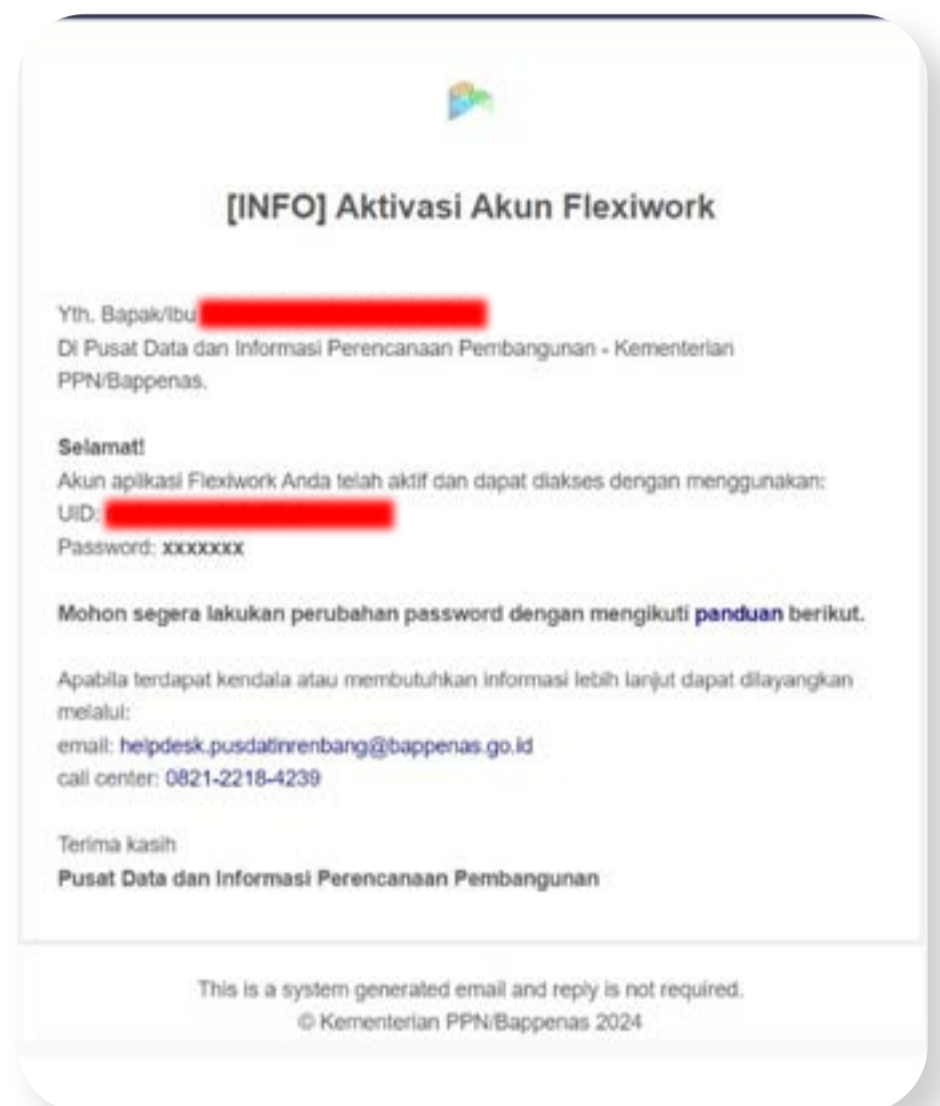 [INFO] Aktivasi Akun Flexiwork
Yth. Bapak/Ibu
Di Pusat Data dan Informasi Perencanaan Pembangunan - Kementerian
PPN/Bappenas.
Selamat!
Akun aplikasi Flexiwork Anda telah aktif dan dapat diakses dengan menggunakan:
UID:
Password: xxxxxxx
Mohon segera lakukan perubahan password dengan mengikuti panduan berikut.
Apabila terdapat kendala atau membutuhkan informasi lebih lanjut dapat dilayangkan
melalui:
email: helpdesk.pusdatinrenbang@bappenas.go.id
call center: 0821-2218-4239
Terima kasih
Pusat Data dan Informasi Perencanaan Pembangunan
This is a system generated email and reply is not required.
© Kementerian PPN/Bappenas 2024